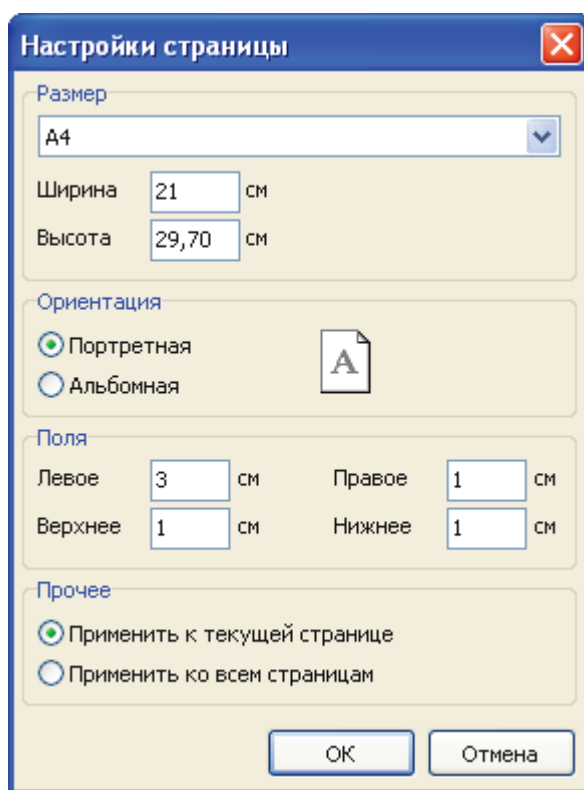 Настройки страницы
Размер
A4
Ширина 21 см
Высота 29,70 см
Ориентация
Портретная
A
Альбомная
Поля
Левое 3 см Правое 1 см
Верхнее 1 см Нижнее 1 см
Прочее
Применить к текущей странице
Применить ко всем страницам
ОК Отмена